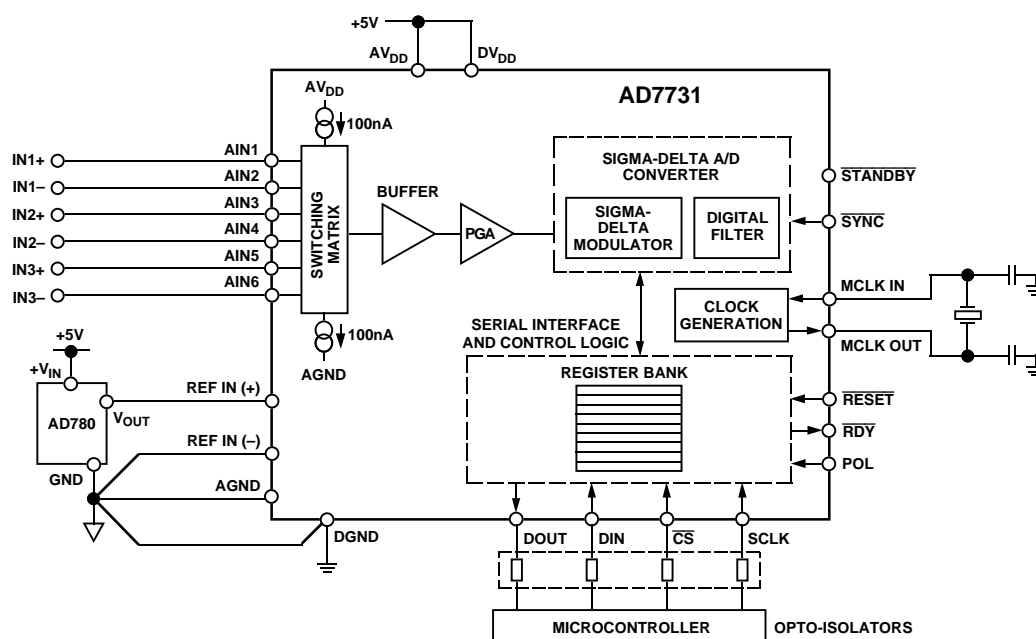 +5V
AVDD
DVDD
AD7731
AVDD
100nA
IN1+
IN1–
IN2+
IN2–
IN3+
IN3–
AIN1
AIN2
AIN3
AIN4
AIN5
AIN6
SWITCHING
MATRIX
100nA
AGND
BUFFER
PGA
SIGMA-DELTA A/D
CONVERTER
SIGMA-
DELTA
MODULATOR
DIGITAL
FILTER
STANDBY
SYNC
MCLK IN
CLOCK
GENERATION
MCLK OUT
SERIAL INTERFACE
AND CONTROL LOGIC
REGISTER BANK
RESET
RDY
POL
+5V
+VIN
AD780
VOUT
GND
REF IN (+)
REF IN (–)
AGND
DGND
DOUT
DIN
CS
SCLK
MICROCONTROLLER
OPTO-ISOLATORS